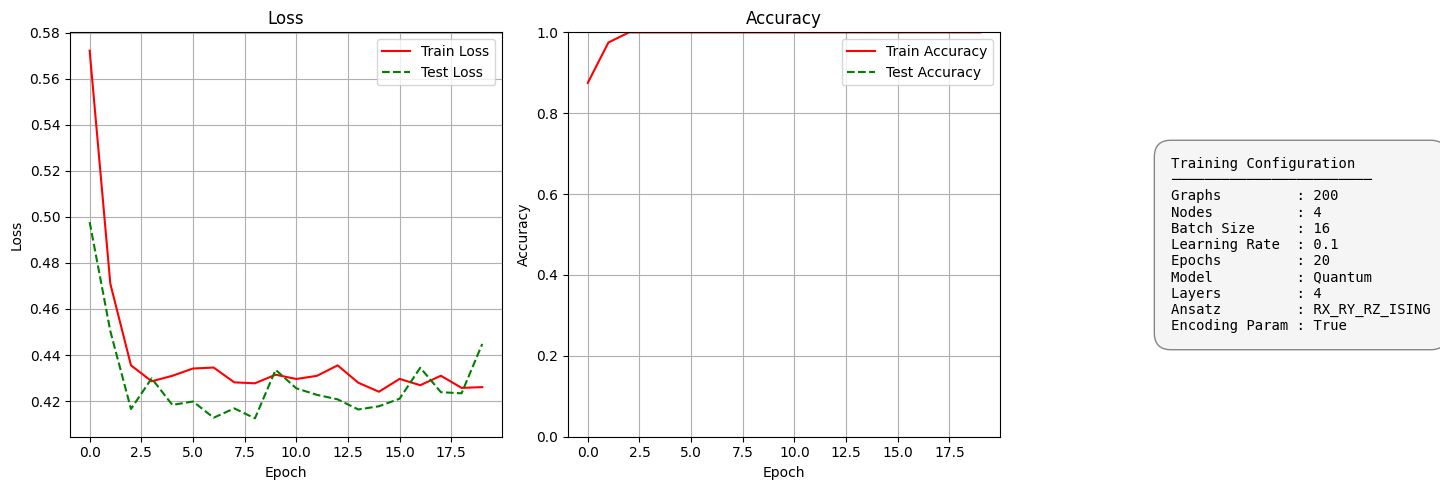 Loss
0.58
0.56
0.54
0.52
0.50
0.48
0.46
0.44
0.42
Loss
0.0 2.5 5.0 7.5 10.0 12.5 15.0 17.5
Epoch
Train Loss
Test Loss
Accuracy
1.0
0.8
0.6
0.4
0.2
0.0
Accuracy
0.0 2.5 5.0 7.5 10.0 12.5 15.0 17.5
Epoch
Train Accuracy
Test Accuracy
Training Configuration
Graphs : 200
Nodes : 4
Batch Size : 16
Learning Rate : 0.1
Epochs : 20
Model : Quantum
Layers : 4
Ansatz : RX_RY_RZ_ISING
Encoding Param : True